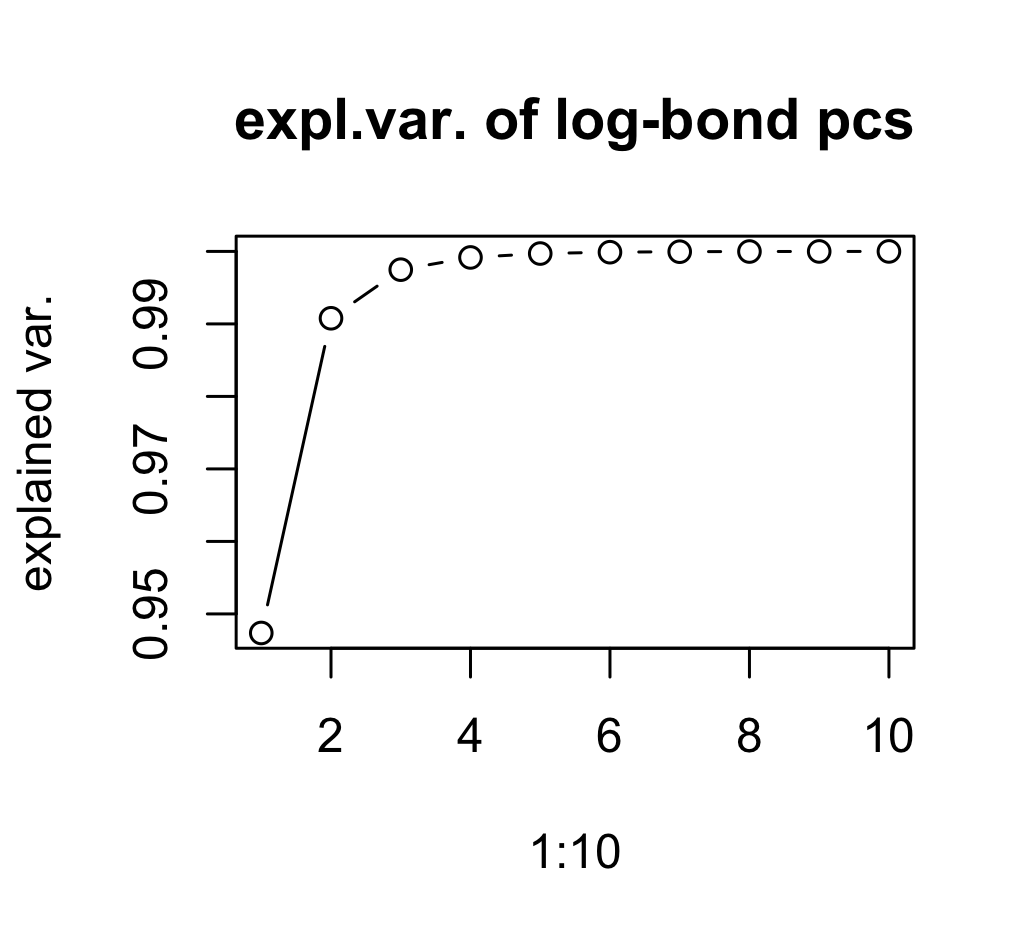 expl.var. of log-bond pcs
explained var.
0.99
0.97
0.95
2 4 6 8 10
1:10